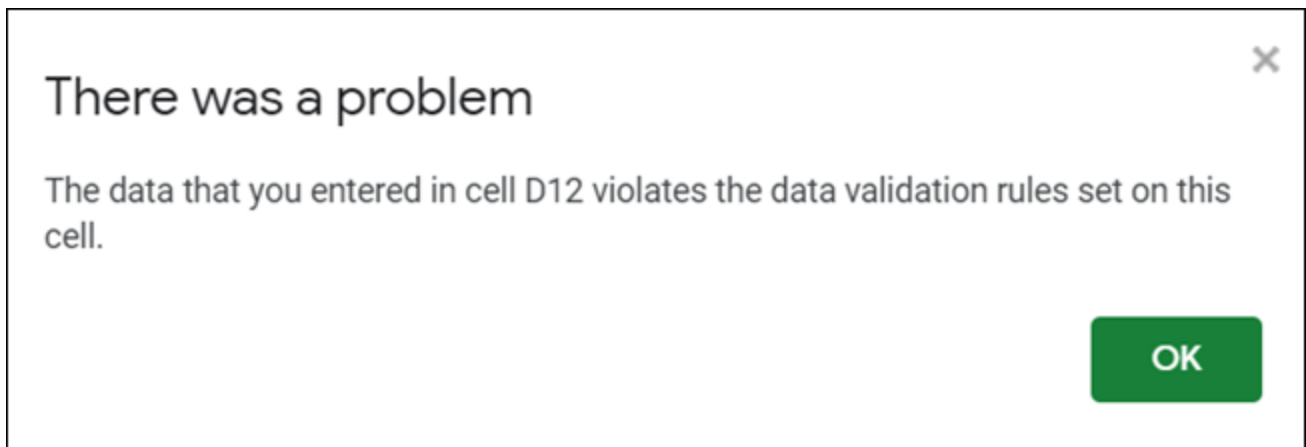 There was a problem
The data that you entered in cell D12 violates the data validation rules set on this
cell.
OK